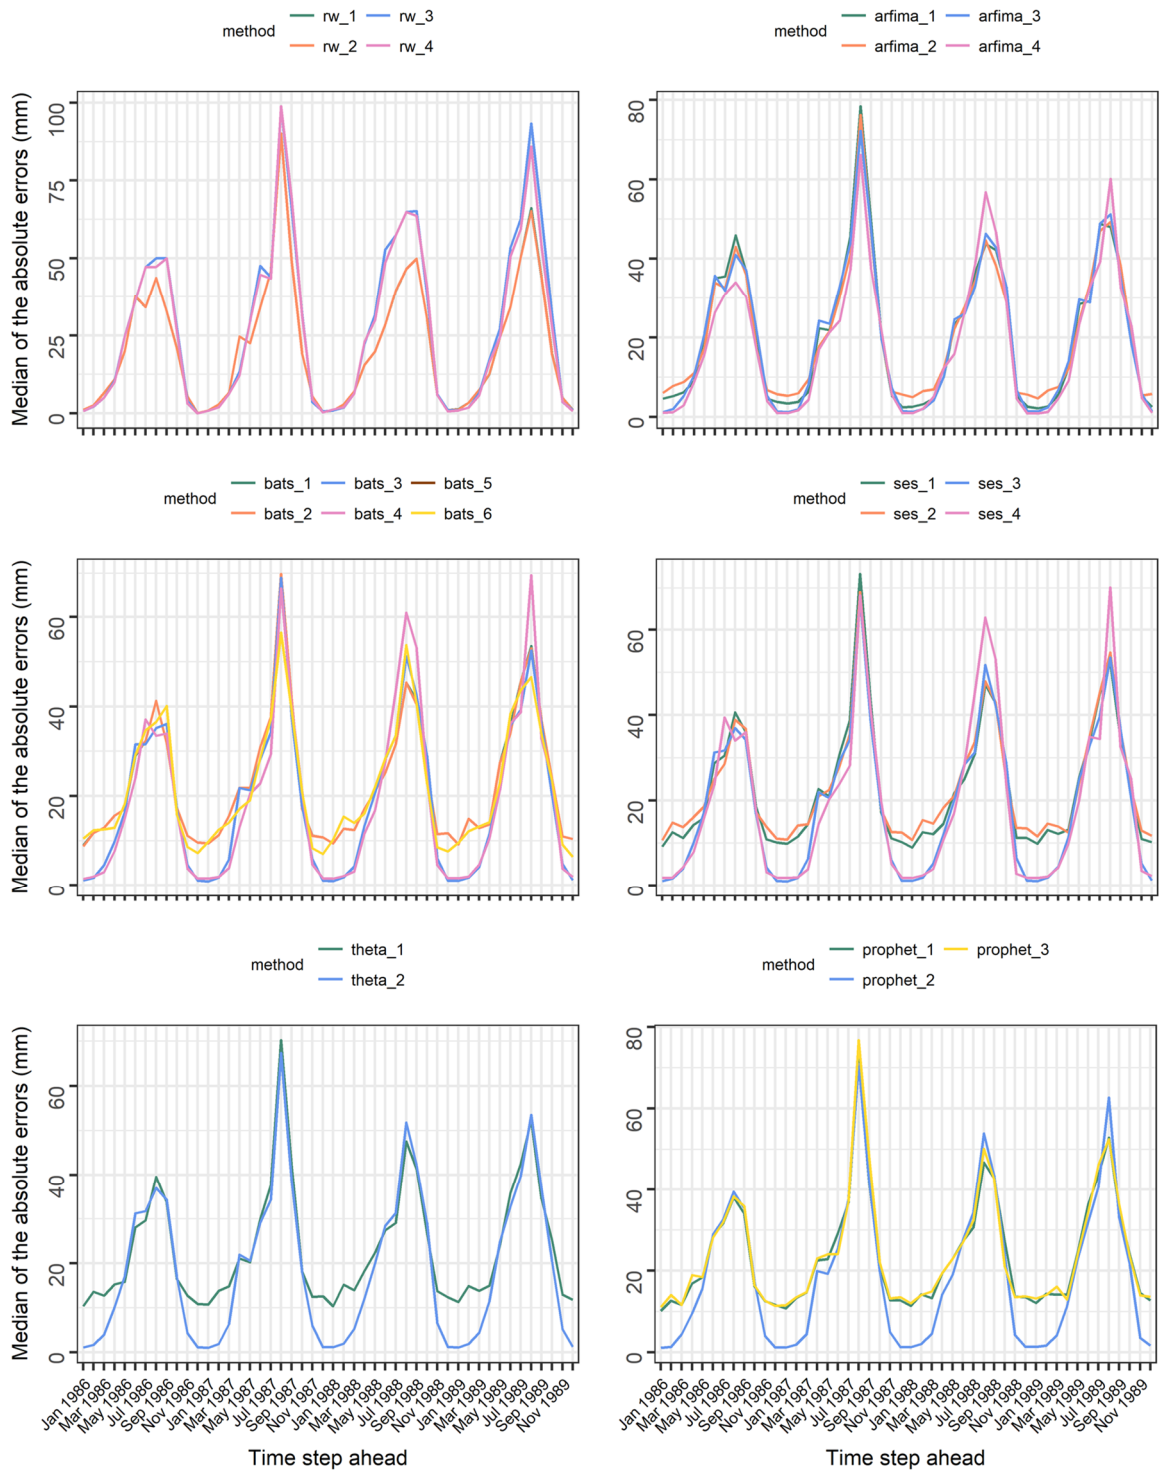 method rw_1 rw_3
rw_2 rw_4
method arfima_1 arfima_3
arfima_2 arfima_4
Median of the absolute errors (mm)
100
75
50
25
0
80
60
40
20
0
method bats_1 bats_3 bats_5
bats_2 bats_4 bats_6
method ses_1 ses_3
ses_2 ses_4
Median of the absolute errors (mm)
60
40
20
0
60
40
20
0
method theta_1
theta_2
method prophet_1 prophet_3
prophet_2
Median of the absolute errors (mm)
60
40
20
0
80
60
40
20
0
Jan 1986
Mar 1986
May 1986
Jul 1986
Sep 1986
Nov 1986
Jan 1987
Mar 1987
May 1987
Jul 1987
Sep 1987
Nov 1987
Jan 1988
Mar 1988
May 1988
Jul 1988
Sep 1988
Nov 1988
Jan 1989
Mar 1989
May 1989
Jul 1989
Sep 1989
Nov 1989
Time step ahead
Jan 1986
Mar 1986
May 1986
Jul 1986
Sep 1986
Nov 1986
Jan 1987
Mar 1987
May 1987
Jul 1987
Sep 1987
Nov 1987
Jan 1988
Mar 1988
May 1988
Jul 1988
Sep 1988
Nov 1988
Jan 1989
Mar 1989
May 1989
Jul 1989
Sep 1989
Nov 1989
Time step ahead